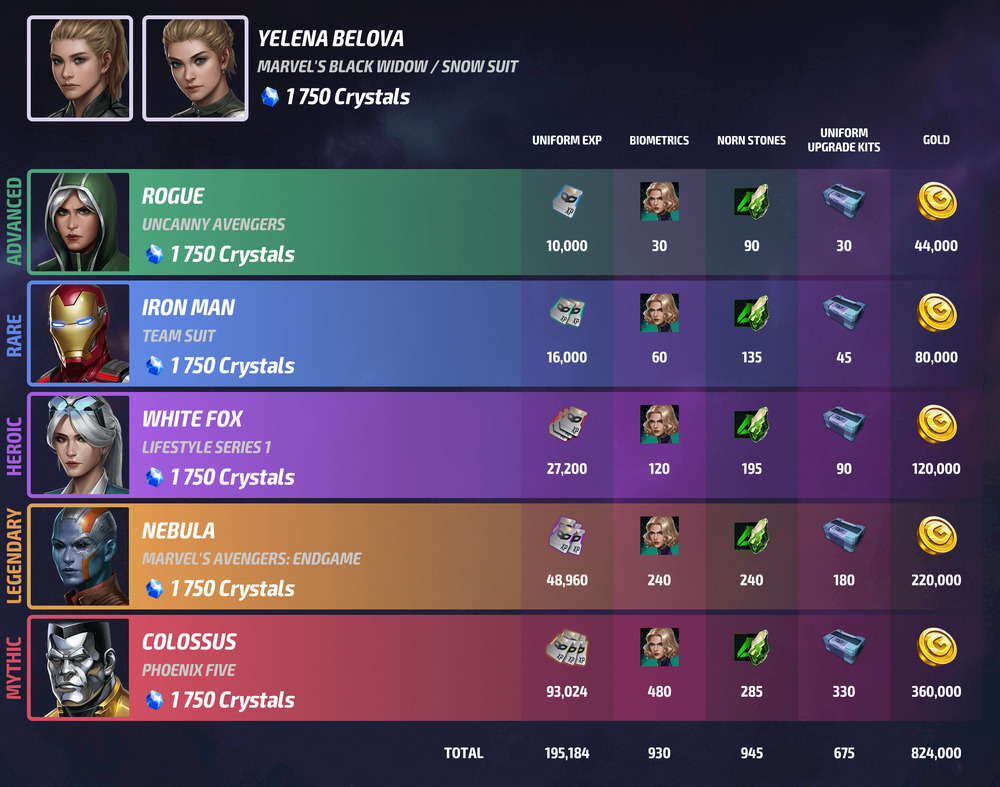 YELENA BELOVA
MARVEL'S BLACK WIDOW / SNOW SUIT
1 750 Crystals
UNIFORM EXP
BIOMETRICS
NORN STONES
UNIFORM
UPGRADE KITS
GOLD
ADVANCED
ROGUE
UNCANNY AVENGERS
1 750 Crystals
XP
10,000
30
90
30
44,000
RARE
IRON MAN
TEAM SUIT
1 750 Crystals
XP
16,000
60
135
45
80,000
HEROIC
WHITE FOX
LIFESTYLE SERIES 1
1 750 Crystals
XP
27,200
120
195
90
120,000
LEGENDARY
NEBULA
MARVEL'S AVENGERS: ENDGAME
1 750 Crystals
XP
48,960
240
240
180
220,000
MYTHIC
COLOSSUS
PHOENIX FIVE
1 750 Crystals
XP
93,024
480
285
330
360,000
TOTAL
195,184
930
945
675
824,000